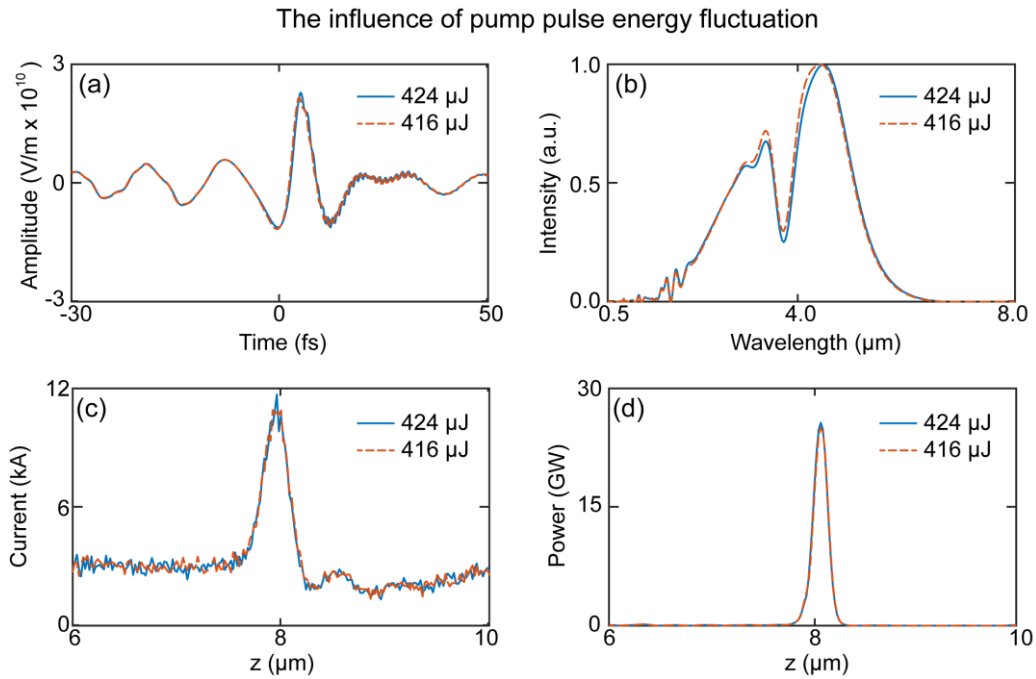 The influence of pump pulse energy fluctuation
(a)
424 µJ
416 µJ
3
0
-3
Amplitude (V/m x 10^10)
-30
0
50
Time (fs)
(b)
424 µJ
416 µJ
1.0
0.5
0.0
Intensity (a.u.)
0.5
4.0
8.0
Wavelength (µm)
(c)
424 µJ
416 µJ
12
6
0
Current (kA)
6
8
10
z (µm)
(d)
424 µJ
416 µJ
30
15
0
Power (GW)
6
8
10
z (µm)